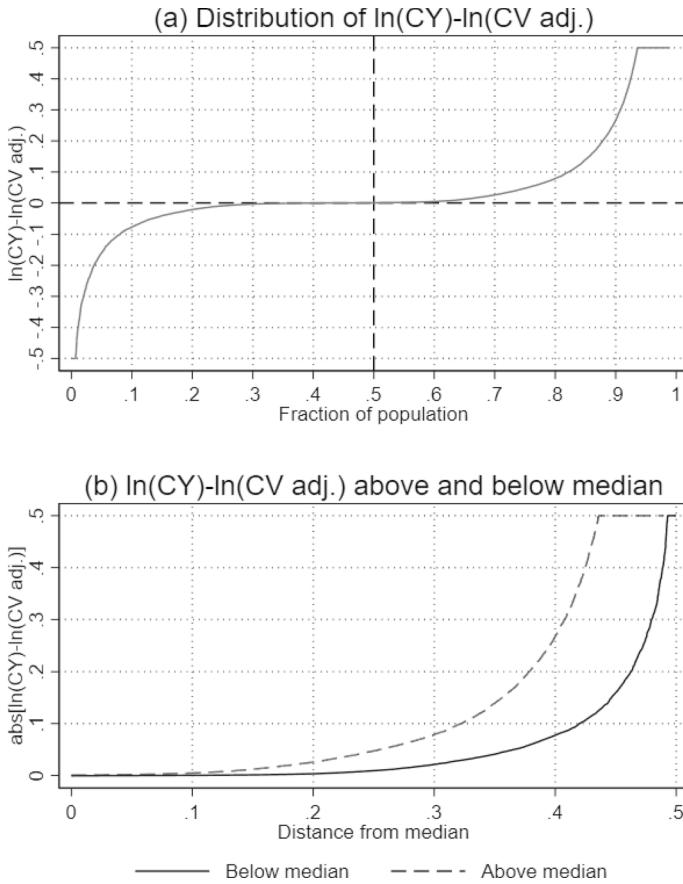 (a) Distribution of ln(CY)-ln(CV adj.)
ln(CY)-ln(CV adj.)
.5
.4
.3
.2
.1
0
-.1
-.2
-.3
-.4
-.5
0 .1 .2 .3 .4 .5 .6 .7 .8 .9 1
Fraction of population
(b) ln(CY)-ln(CV adj.) above and below median
abs[ln(CY)-ln(CV adj.)]
.5
.4
.3
.2
.1
0
0 .1 .2 .3 .4 .5
Distance from median
Below median Above median